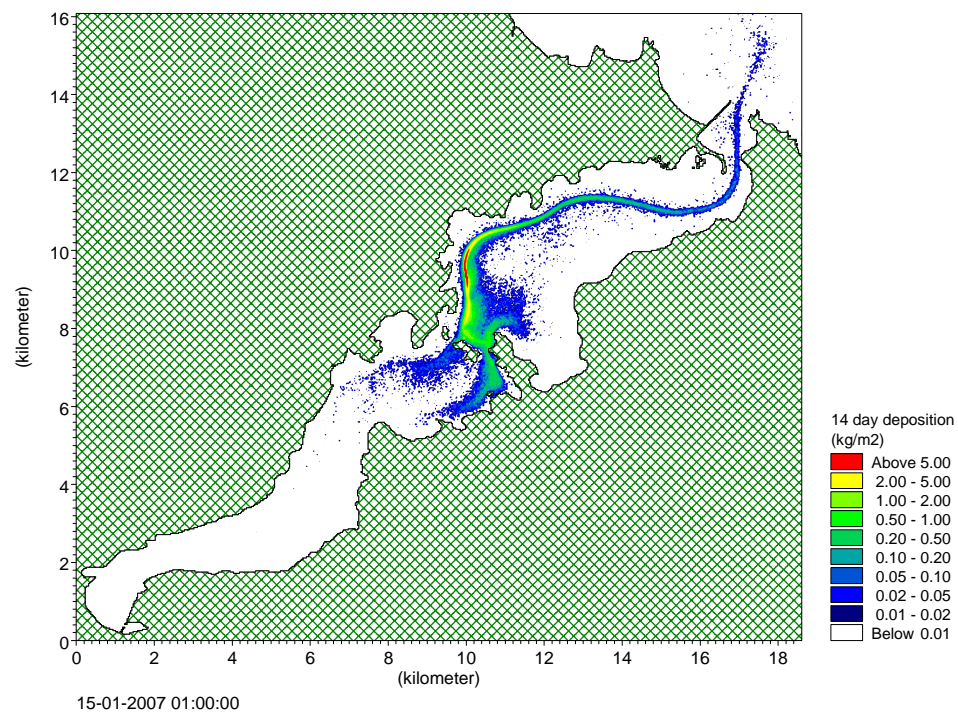 16
14
12
10
8
6
4
2
0
(kilometer)
0 2 4 6 8 10 12 14 16 18
(kilometer)
15-01-2007 01:00:00
14 day deposition
(kg/m2)
Above 5.00
2.00 - 5.00
1.00 - 2.00
0.50 - 1.00
0.20 - 0.50
0.10 - 0.20
0.05 - 0.10
0.02 - 0.05
0.01 - 0.02
Below 0.01